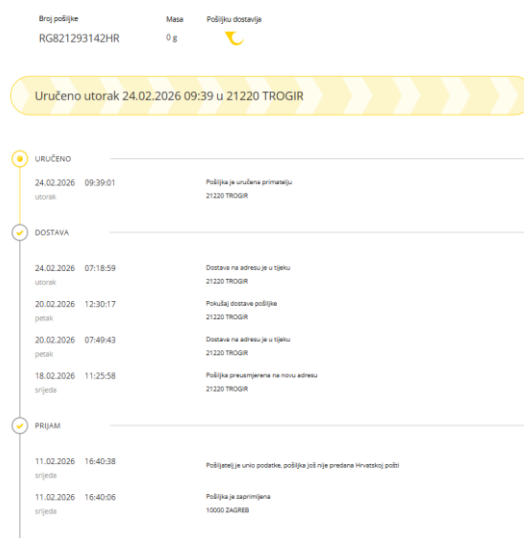 Broj pošiljke Masa Pošiljku dostavlja
RG821293142HR 0 g
Uručeno utorak 24.02.2026 09:39 u 21220 TROGIR
URUČENO
24.02.2026 09:39:01 Pošiljka je uručena primatelju
utorak 21220 TROGIR
DOSTAVA
24.02.2026 07:18:59 Dostava na adresu je u tijeku
utorak 21220 TROGIR
20.02.2026 12:30:17 Pokušaj dostave pošiljke
petak 21220 TROGIR
20.02.2026 07:49:43 Dostava na adresu je u tijeku
petak 21220 TROGIR
18.02.2026 11:25:58 Pošiljka preusmjerena na novu adresu
srijeda 21220 TROGIR
PRIJAM
11.02.2026 16:40:38 Pošiljatelj je unio podatke, pošiljka još nije predana Hrvatskoj pošti
srijeda
11.02.2026 16:40:06 Pošiljka je zaprimljena
srijeda 10000 ZAGREB